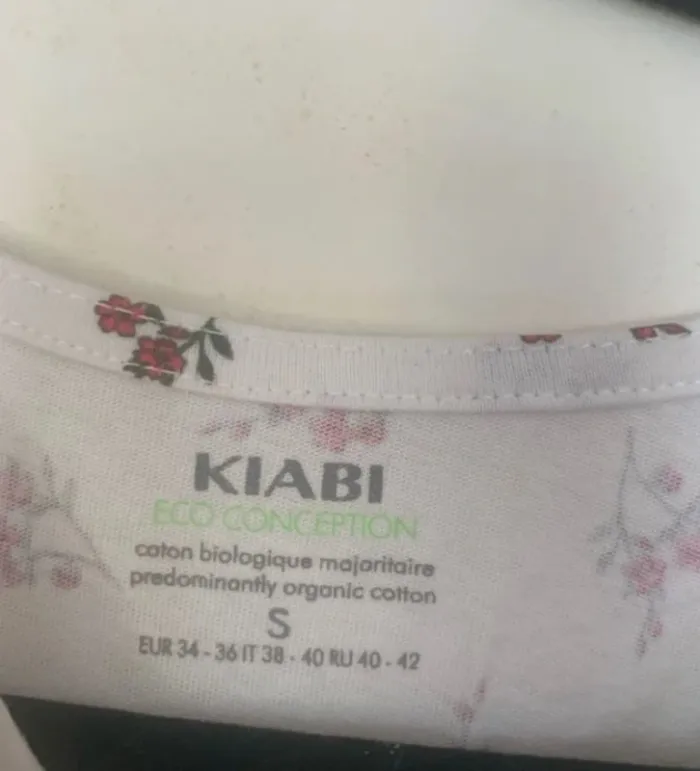 KIABI
ECO CONCEPTION
coton biologique majoritaire
predominantly organic cotton
S
EUR 34 - 36 IT 38 - 40 RU 40 - 42